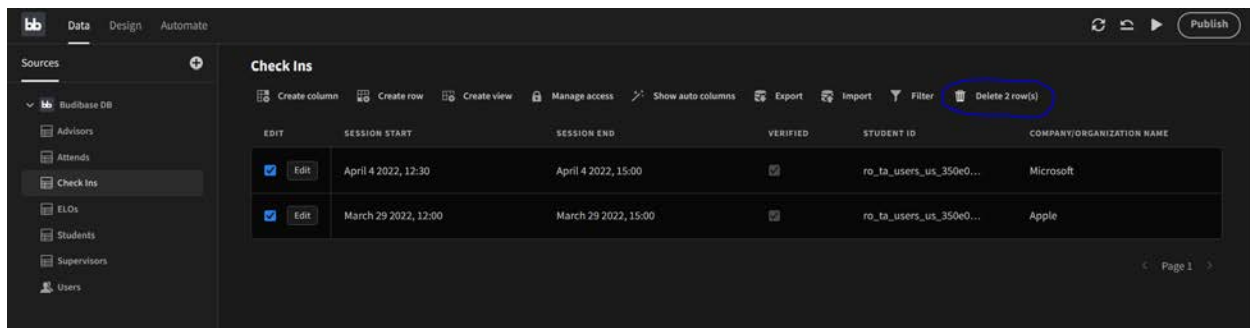 bb Data Design Automate Publish
Sources
Check Ins
Create column Create row Create view Manage access Show auto columns Export Import Filter Delete 2 row(s)
bb Budibase DB
Advisors
Attends
Check Ins
ELOs
Students
Supervisors
Users
EDIT SESSION START SESSION END VERIFIED STUDENT ID COMPANY/ORGANIZATION NAME
Edit April 4 2022, 12:30 April 4 2022, 15:00 ro_ta_users_us_350e0... Microsoft
Edit March 29 2022, 12:00 March 29 2022, 15:00 ro_ta_users_us_350e0... Apple
Page 1